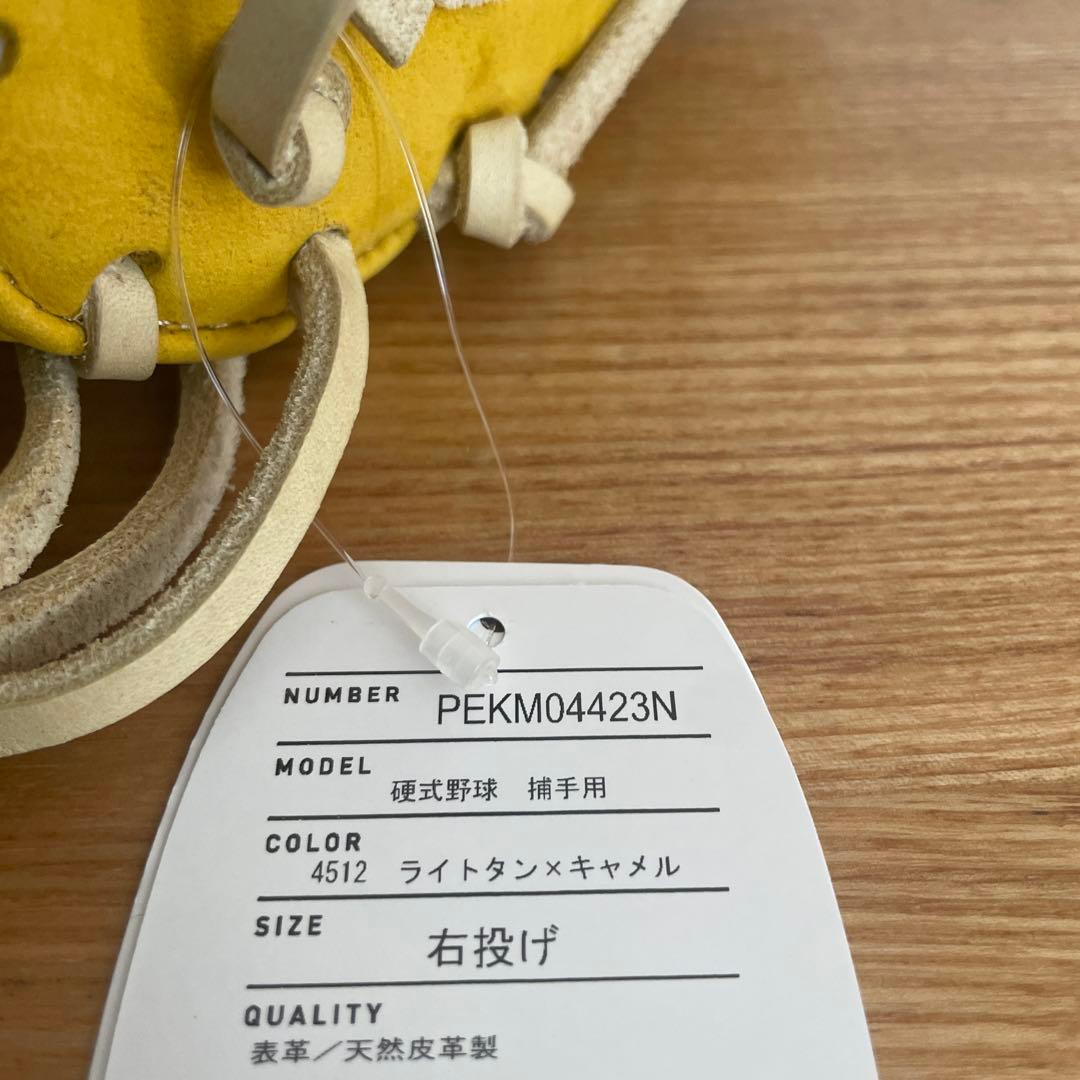 NUMBER PEKM04423N
MODEL
硬式野球 捕手用
COLOR
4512 ライトタン×キャメル
SIZE
右投げ
QUALITY
表革／天然皮革製